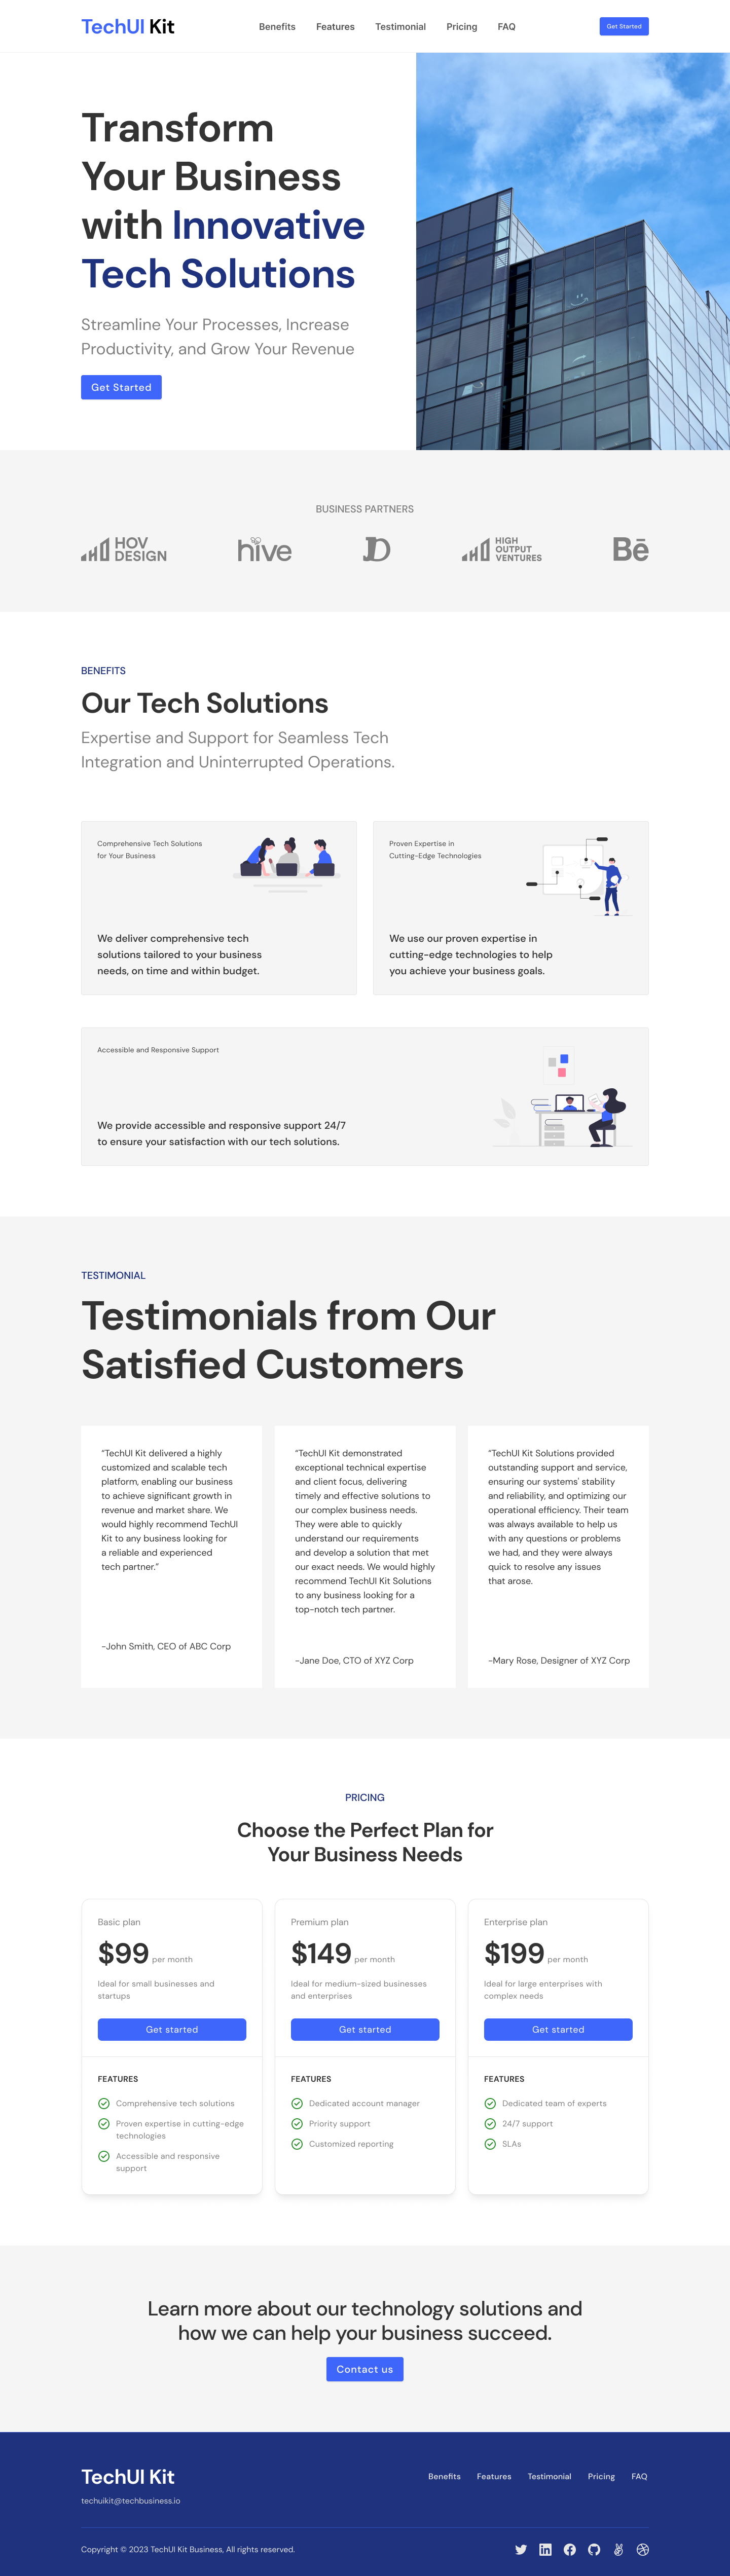 TechUI Kit
Benefits
Features
Testimonial
Pricing
FAQ
Get Started
Transform
Your Business
with Innovative
Tech Solutions
Streamline Your Processes, Increase
Productivity, and Grow Your Revenue
Get Started
BUSINESS PARTNERS
HOV
DESIGN
hive
JD
HIGH
OUTPUT
VENTURES
Bē
BENEFITS
Our Tech Solutions
Expertise and Support for Seamless Tech
Integration and Uninterrupted Operations.
Comprehensive Tech Solutions
for Your Business
We deliver comprehensive tech
solutions tailored to your business
needs, on time and within budget.
Proven Expertise in
Cutting-Edge Technologies
We use our proven expertise in
cutting-edge technologies to help
you achieve your business goals.
Accessible and Responsive Support
We provide accessible and responsive support 24/7
to ensure your satisfaction with our tech solutions.
TESTIMONIAL
Testimonials from Our
Satisfied Customers
“TechUI Kit delivered a highly
customized and scalable tech
platform, enabling our business
to achieve significant growth in
revenue and market share. We
would highly recommend TechUI
Kit to any business looking for
a reliable and experienced
tech partner.”
-John Smith, CEO of ABC Corp
“TechUI Kit demonstrated
exceptional technical expertise
and client focus, delivering
timely and effective solutions to
our complex business needs.
They were able to quickly
understand our requirements
and develop a solution that met
our exact needs. We would highly
recommend TechUI Kit Solutions
to any business looking for a
top-notch tech partner.
-Jane Doe, CTO of XYZ Corp
“TechUI Kit Solutions provided
outstanding support and service,
ensuring our systems' stability
and reliability, and optimizing our
operational efficiency. Their team
was always available to help us
with any questions or problems
we had, and they were always
quick to resolve any issues
that arose.
-Mary Rose, Designer of XYZ Corp
PRICING
Choose the Perfect Plan for
Your Business Needs
Basic plan
$99 per month
Ideal for small businesses and
startups
Get started
FEATURES
Comprehensive tech solutions
Proven expertise in cutting-edge
technologies
Accessible and responsive
support
Premium plan
$149 per month
Ideal for medium-sized businesses
and enterprises
Get started
FEATURES
Dedicated account manager
Priority support
Customized reporting
Enterprise plan
$199 per month
Ideal for large enterprises with
complex needs
Get started
FEATURES
Dedicated team of experts
24/7 support
SLAs
Learn more about our technology solutions and
how we can help your business succeed.
Contact us
TechUI Kit
techuikit@techbusiness.io
Benefits
Features
Testimonial
Pricing
FAQ
Copyright © 2023 TechUI Kit Business, All rights reserved.